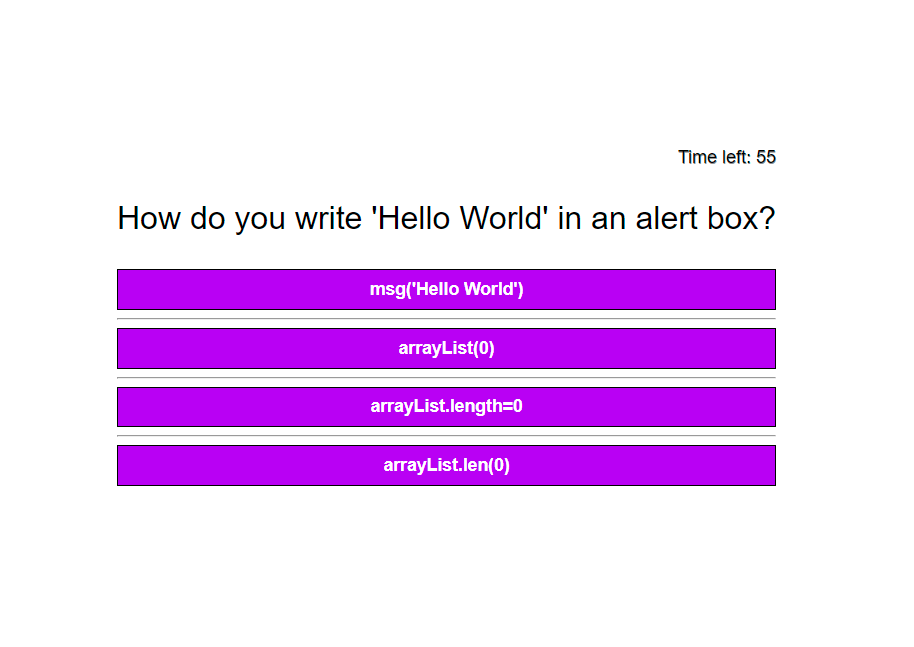 Time left: 55
How do you write 'Hello World' in an alert box?
msg('Hello World')
arrayList(0)
arrayList.length=0
arrayList.len(0)